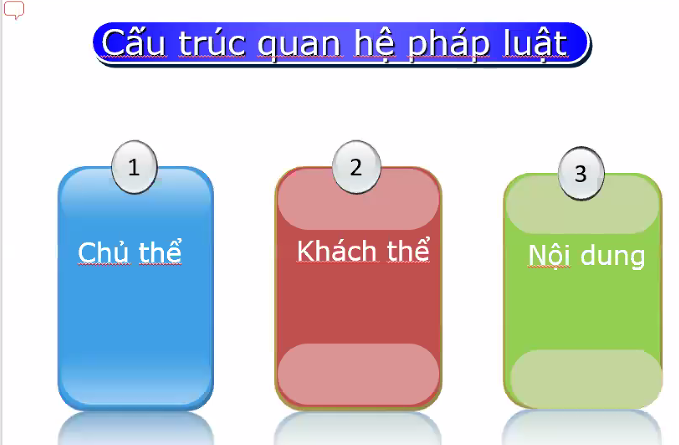 Cấu trúc quan hệ pháp luật
1
2
3
Chủ thể
Khách thể
Nội dung